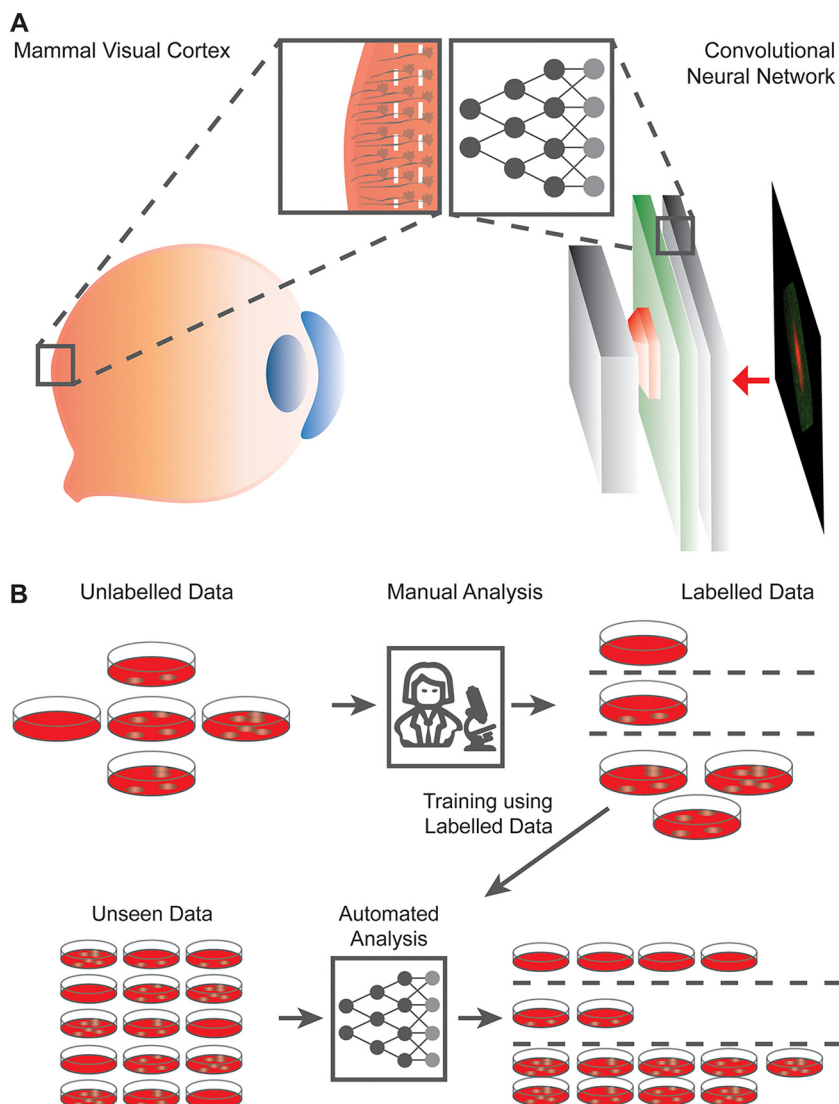 A
Mammal Visual Cortex
Convolutional
Neural Network
B
Unlabelled Data
Manual Analysis
Labelled Data
Training using
Labelled Data
Unseen Data
Automated
Analysis